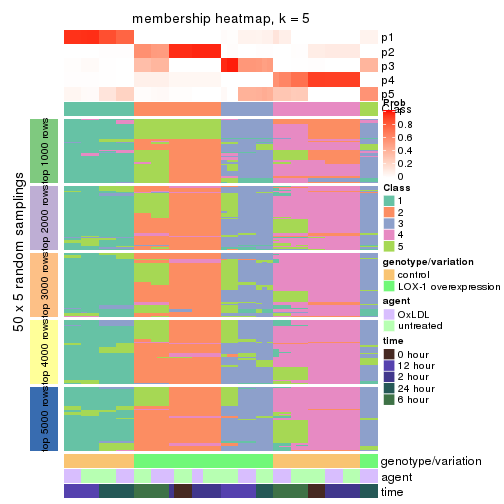 membership heatmap, k = 5
p1
p2
p3
p4
p5
Class
Prob
1
0.8
0.6
0.4
0.2
0
Class
1
2
3
4
5
genotype/variation
control
LOX-1 overexpression
agent
OxLDL
untreated
time
0 hour
12 hour
2 hour
24 hour
6 hour
50 x 5 random samplings
top 1000 rows
top 2000 rows
top 3000 rows
top 4000 rows
top 5000 rows
genotype/variation
agent
time